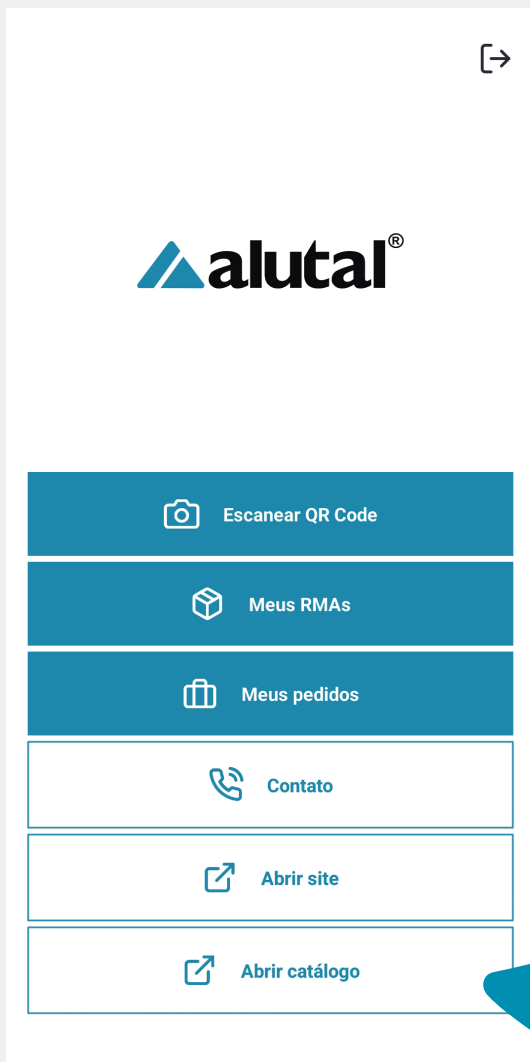 alutal®
Escanear QR Code
Meus RMAs
Meus pedidos
Contato
Abrir site
Abrir catálogo